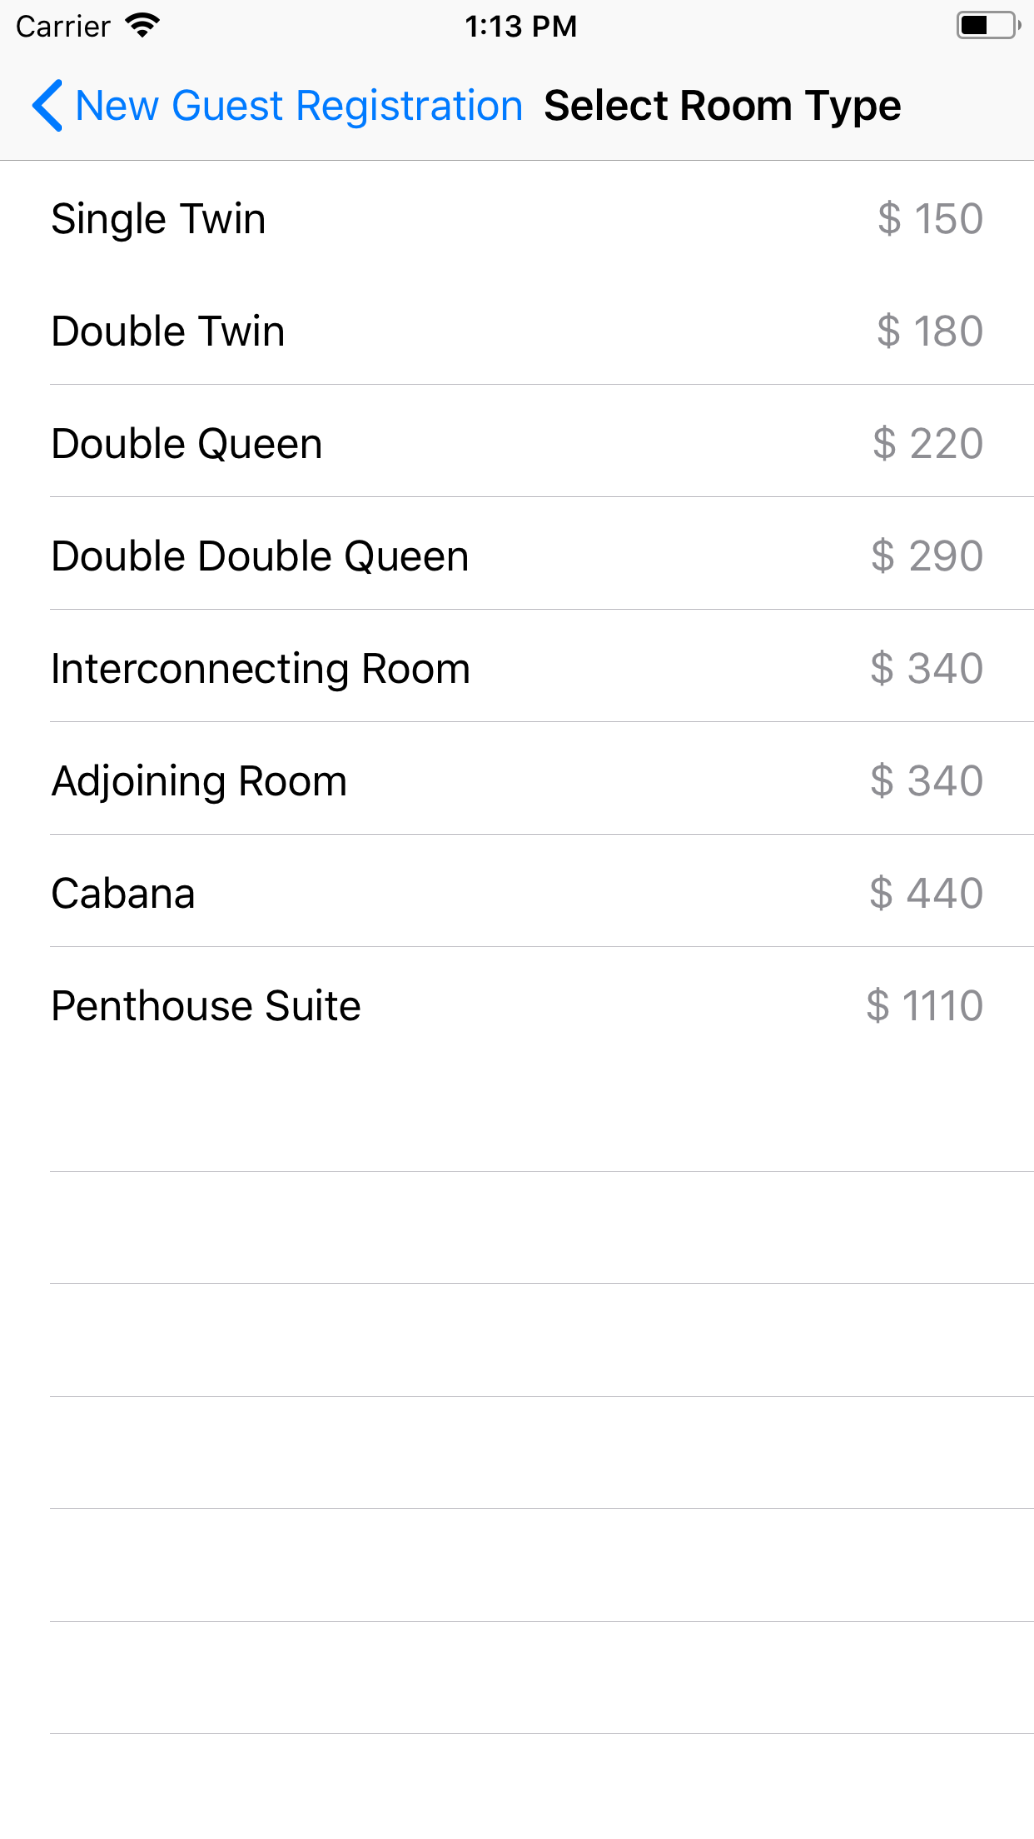 Carrier 1:13 PM
New Guest Registration Select Room Type
Single Twin $ 150
Double Twin $ 180
Double Queen $ 220
Double Double Queen $ 290
Interconnecting Room $ 340
Adjoining Room $ 340
Cabana $ 440
Penthouse Suite $ 1110